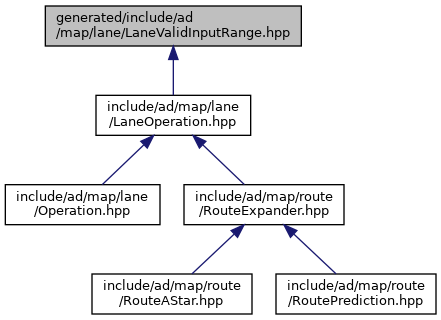 generated/include/ad
/map/lane/LaneValidInputRange.hpp
include/ad/map/lane
/LaneOperation.hpp
include/ad/map/lane
/Operation.hpp
include/ad/map/route
/RouteExpander.hpp
include/ad/map/route
/RouteAStar.hpp
include/ad/map/route
/RoutePrediction.hpp